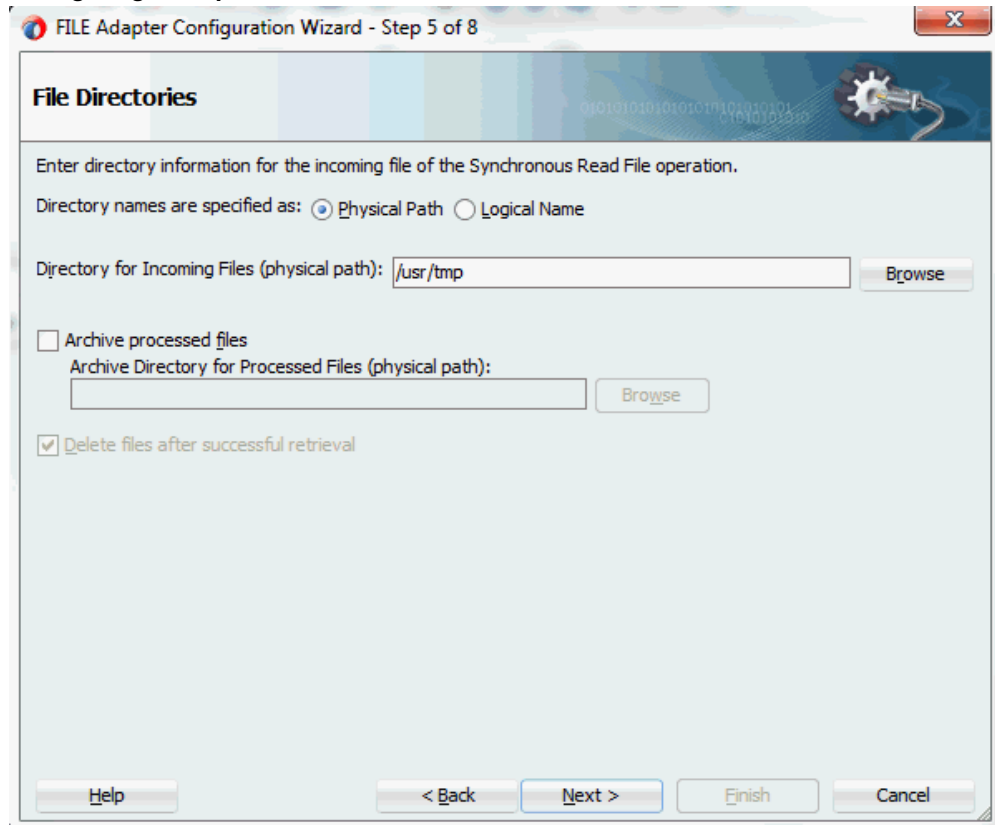 FILE Adapter Configuration Wizard - Step 5 of 8
x
File Directories
Enter directory information for the incoming file of the Synchronous Read File operation.
Directory names are specified as: Physical Path Logical Name
Directory for Incoming Files (physical path): /usr/tmp Browse
Archive processed files
Archive Directory for Processed Files (physical path):
Browse
Delete files after successful retrieval
Help < Back Next > Finish Cancel